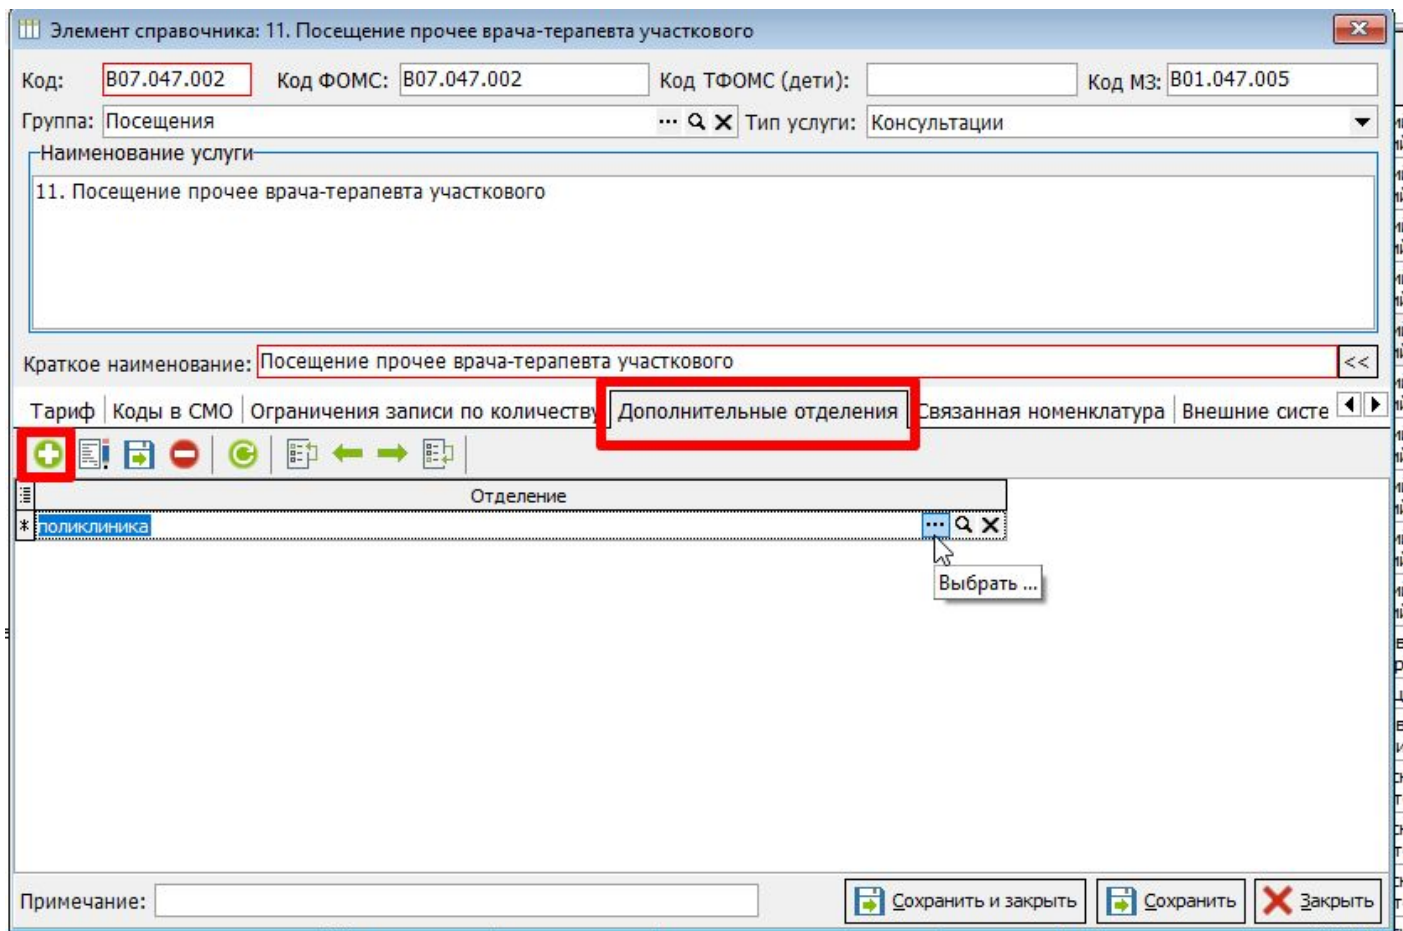 Элемент справочника: 11. Посещение прочее врача-терапевта участкового
Код: B07.047.002 Код ФОМС: B07.047.002 Код ТФОМС (дети): Код МЗ: B01.047.005
Группа: Посещения Тип услуги: Консультации
Наименование услуги
11. Посещение прочее врача-терапевта участкового
Краткое наименование: Посещение прочее врача-терапевта участкового <<
Тариф Коды в СМО Ограничения записи по количеству Дополнительные отделения Связанная номенклатура Внешние систе
Отделение
* поликлиника ...
Выбрать ...
Примечание: Сохранить и закрыть Сохранить Закрыть